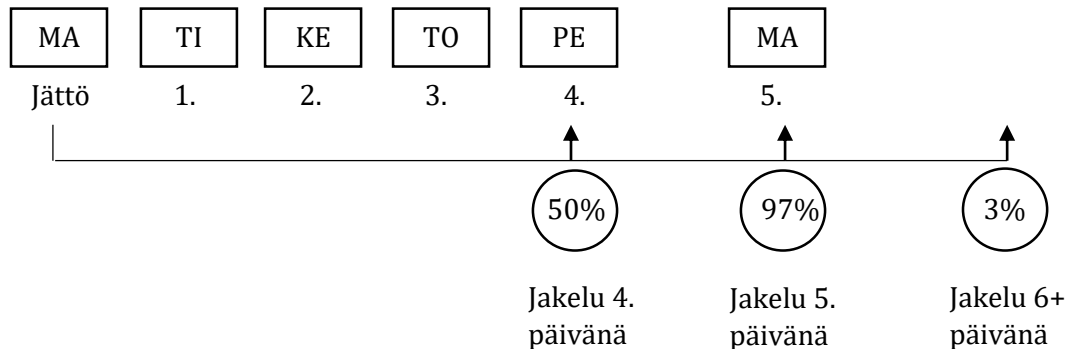 MA TI KE TO PE MA
Jättö 1. 2. 3. 4. 5.
50% 97% 3%
Jakelu 4. Jakelu 5. Jakelu 6+
päivänä päivänä päivänä